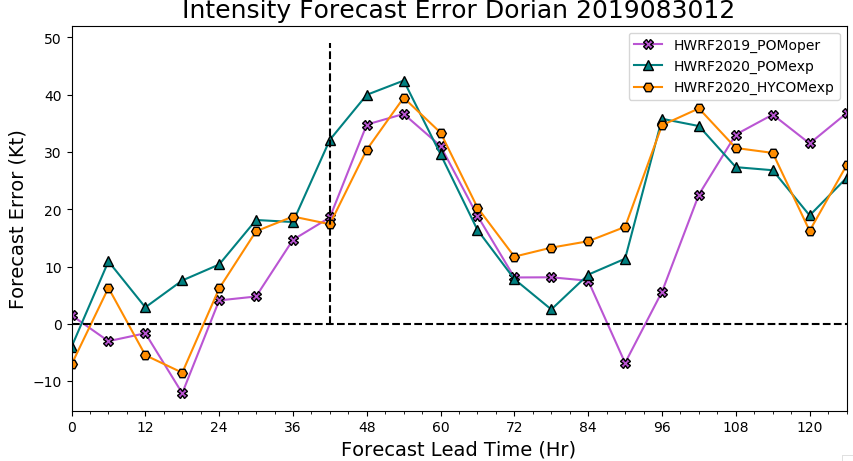 Intensity Forecast Error Dorian 2019083012
HWRF2019_POMoper
HWRF2020_POMexp
HWRF2020_HYCOMexp
Forecast Error (Kt)
50
40
30
20
10
0
−10
0 12 24 36 48 60 72 84 96 108 120
Forecast Lead Time (Hr)